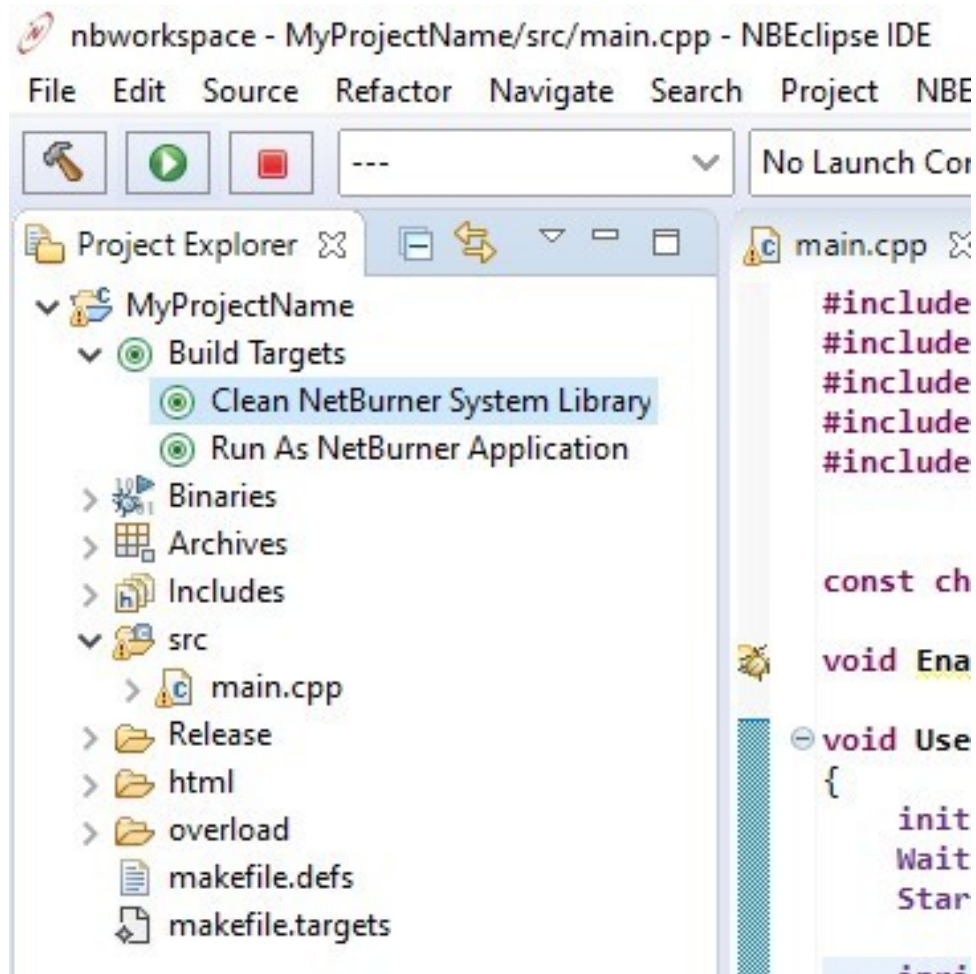 nbworkspace - MyProjectName/src/main.cpp - NBEclipse IDE
File Edit Source Refactor Navigate Search Project NBE
--- No Launch Con
Project Explorer
main.cpp
MyProjectName
Build Targets
Clean NetBurner System Library
Run As NetBurner Application
Binaries
Archives
Includes
src
main.cpp
Release
html
overload
makefile.defs
makefile.targets
#include
#include
#include
#include
#include
const ch
void Ena
void Use
{
init
Wait
Star